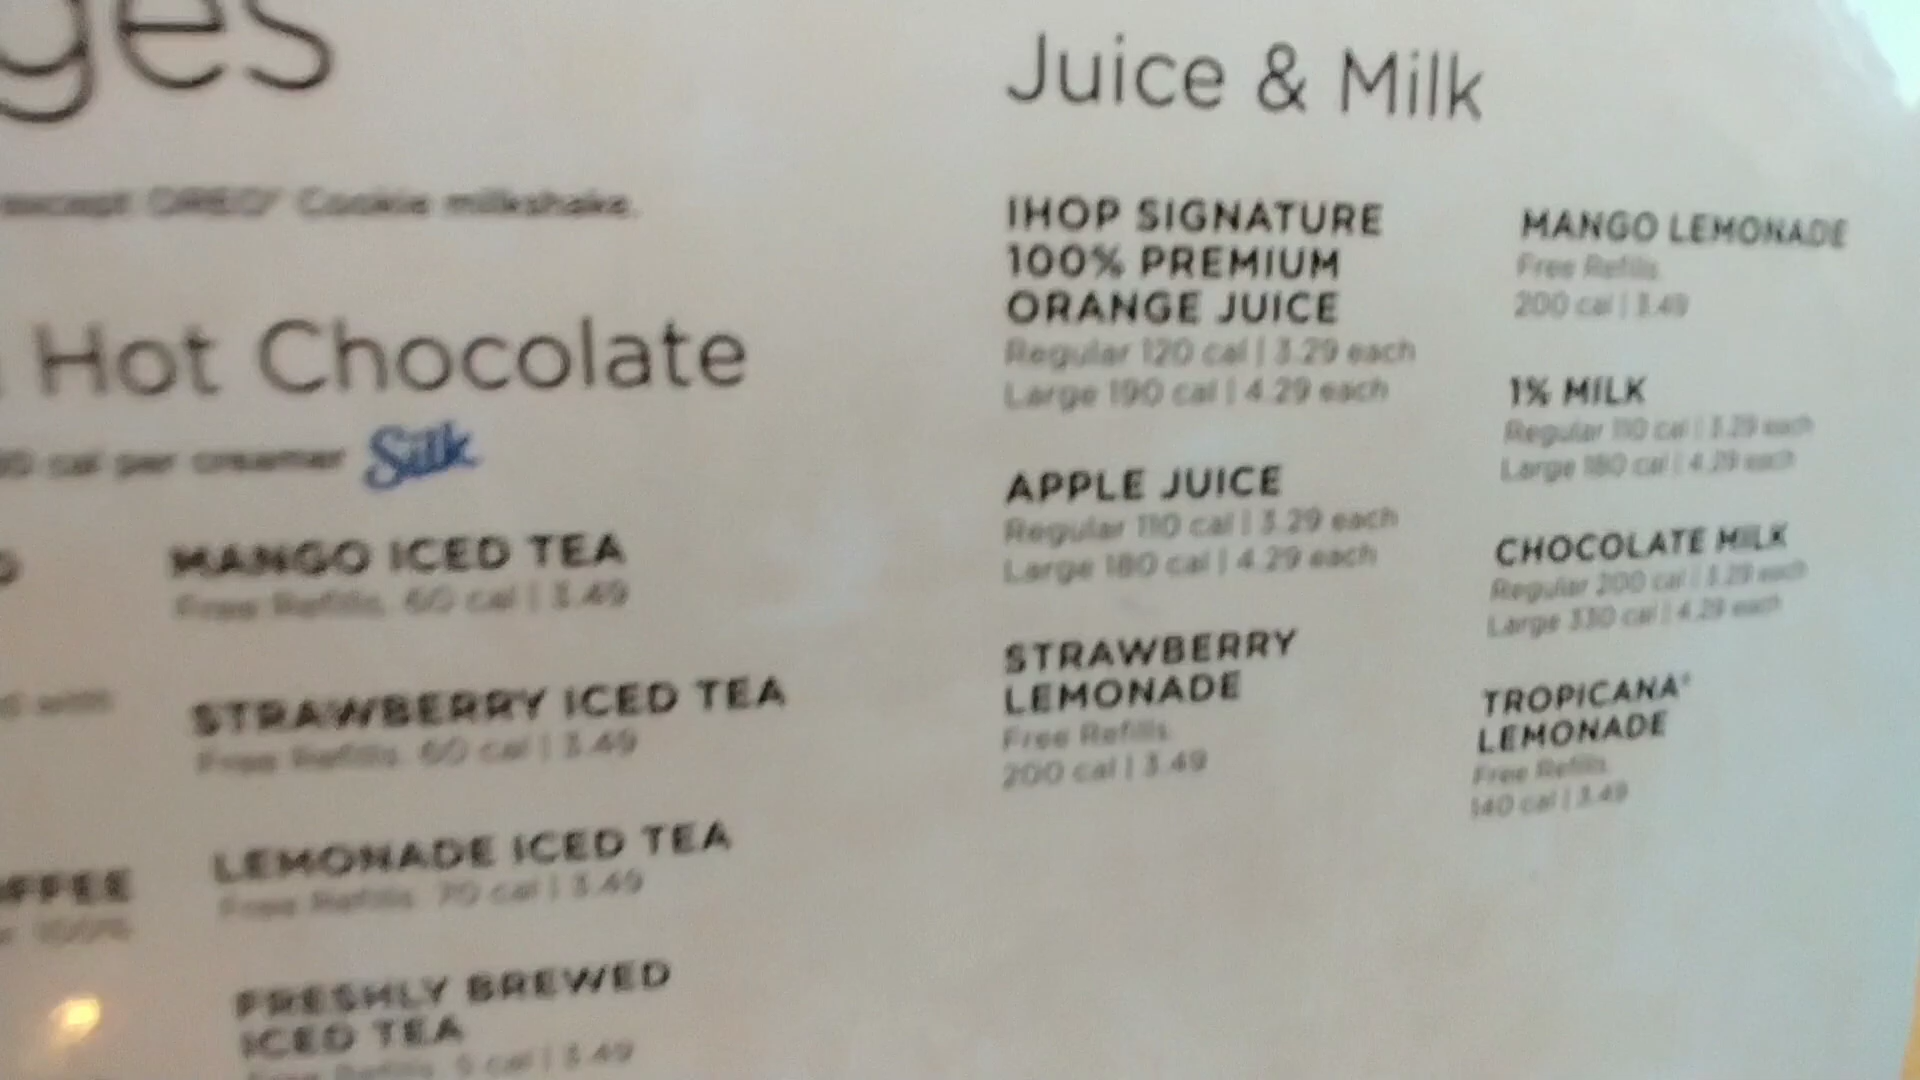 ges
except OREO® Cookie milkshake.
Hot Chocolate
cal per creamer Silk
MANGO ICED TEA
Free Refills. 60 cal | 3.49
STRAWBERRY ICED TEA
Free Refills. 60 cal | 3.49
LEMONADE ICED TEA
Free Refills. 70 cal | 3.49
FRESHLY BREWED
ICED TEA
Free Refills. 5 cal | 3.49
OFFEE
100%
Juice & Milk
IHOP SIGNATURE
100% PREMIUM
ORANGE JUICE
Regular 120 cal | 3.29 each
Large 190 cal | 4.29 each
APPLE JUICE
Regular 110 cal | 3.29 each
Large 180 cal | 4.29 each
STRAWBERRY
LEMONADE
Free Refills.
200 cal | 3.49
MANGO LEMONADE
Free Refills.
200 cal | 3.49
1% MILK
Regular 110 cal | 3.29 each
Large 180 cal | 4.29 each
CHOCOLATE MILK
Regular 200 cal | 3.29 each
Large 330 cal | 4.29 each
TROPICANA®
LEMONADE
Free Refills.
140 cal | 3.49